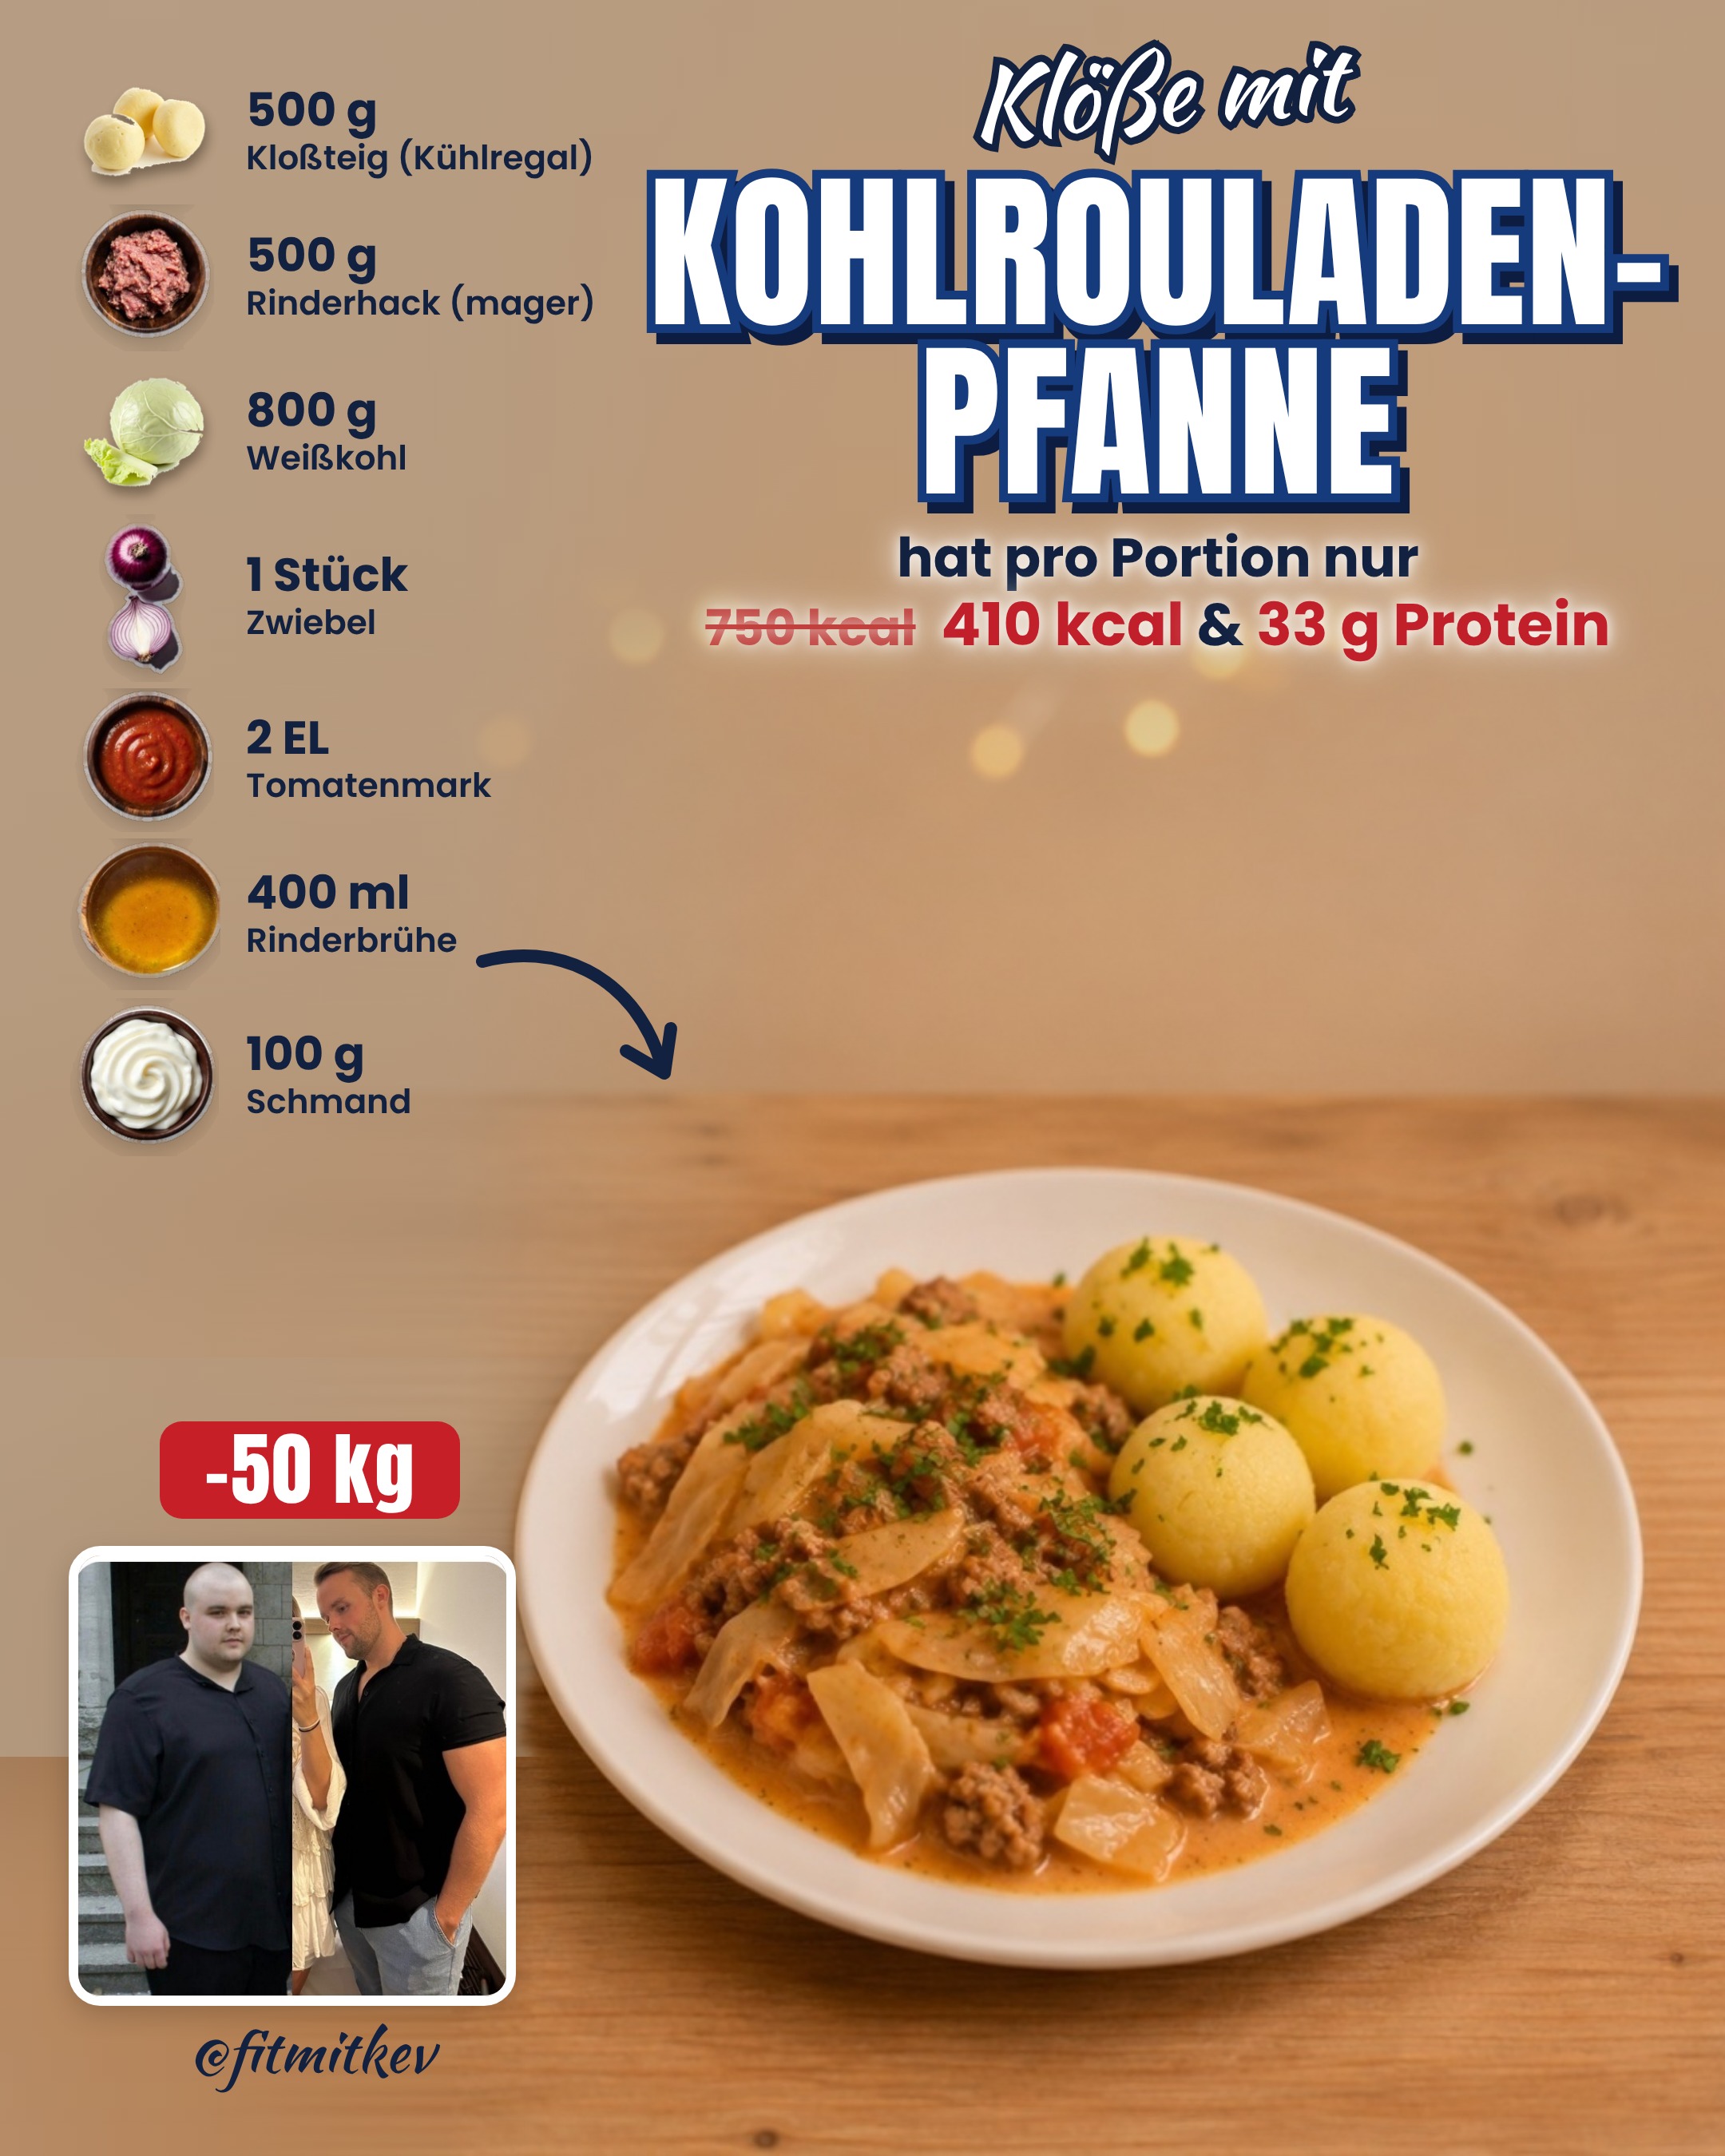 Klöße mit
KOHLROULADEN-
PFANNE
hat pro Portion nur
750 kcal 410 kcal & 33 g Protein
500 g
Kloßteig (Kühlregal)
500 g
Rinderhack (mager)
800 g
Weißkohl
1 Stück
Zwiebel
2 EL
Tomatenmark
400 ml
Rinderbrühe
100 g
Schmand
-50 kg
@fitmitkev